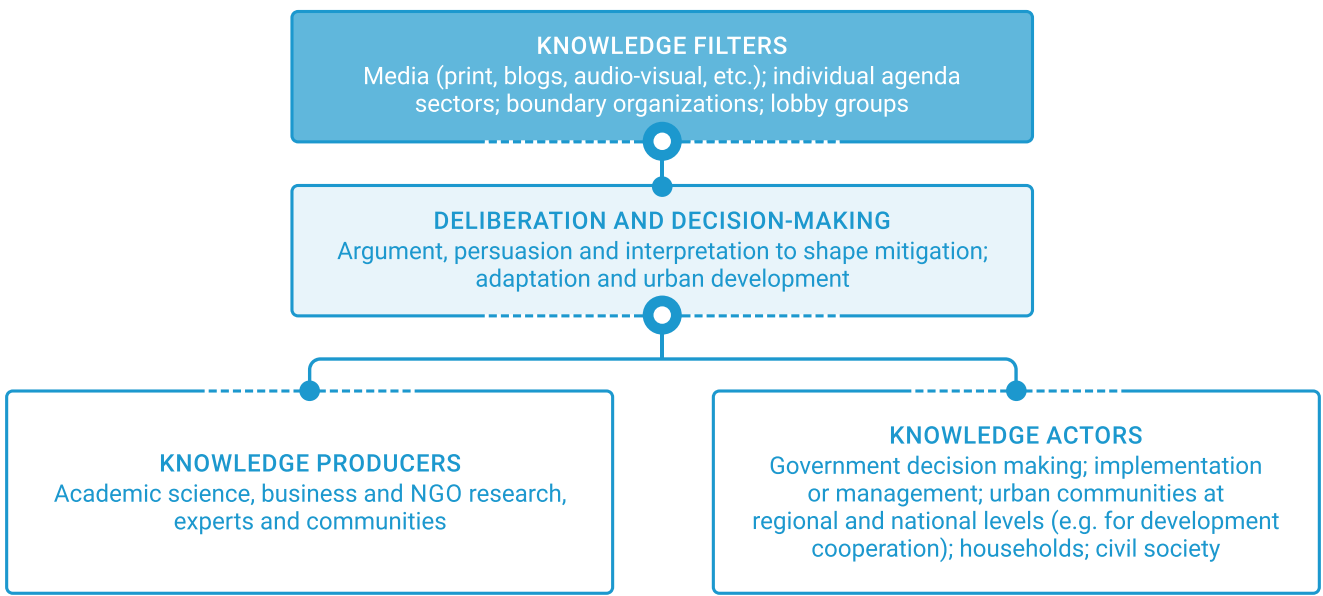 KNOWLEDGE FILTERS
Media (print, blogs, audio-visual, etc.); individual agenda
sectors; boundary organizations; lobby groups
DELIBERATION AND DECISION-MAKING
Argument, persuasion and interpretation to shape mitigation;
adaptation and urban development
KNOWLEDGE PRODUCERS
Academic science, business and NGO research,
experts and communities
KNOWLEDGE ACTORS
Government decision making; implementation
or management; urban communities at
regional and national levels (e.g. for development
cooperation); households; civil society